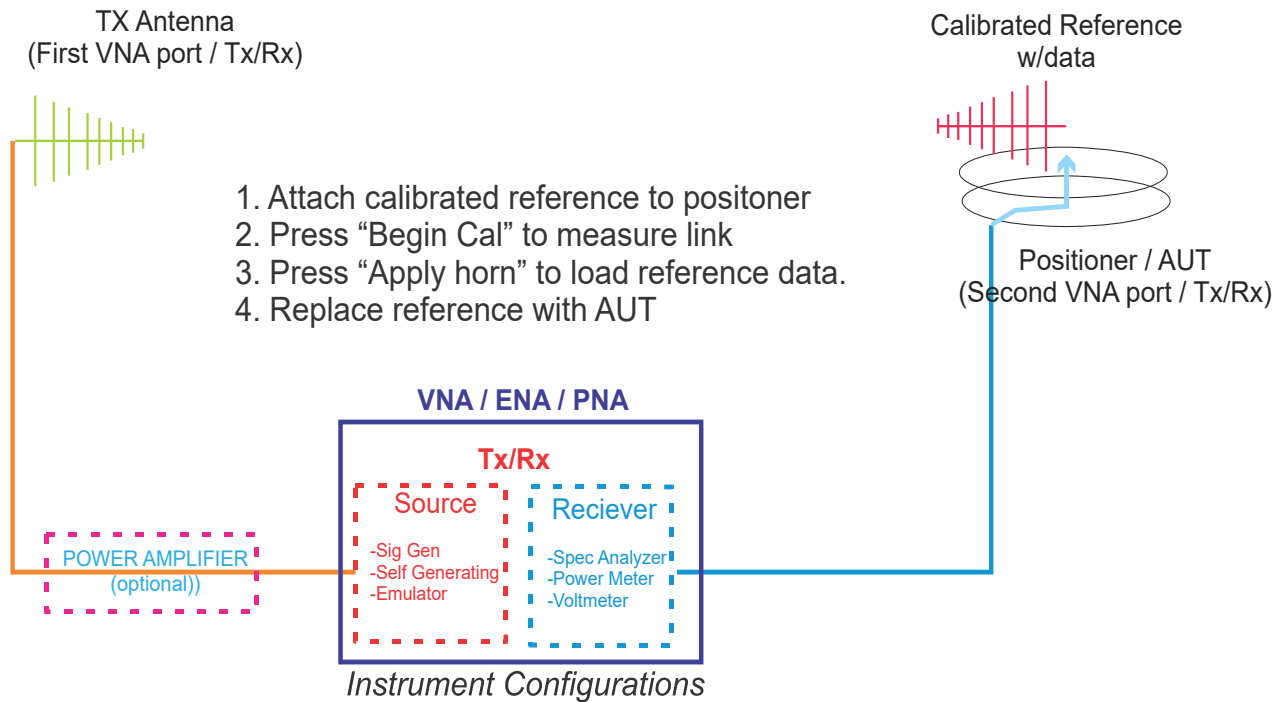 TX Antenna
(First VNA port / Tx/Rx)
Calibrated Reference
w/data
1. Attach calibrated reference to positoner
2. Press “Begin Cal” to measure link
3. Press “Apply horn” to load reference data.
4. Replace reference with AUT
Positioner / AUT
(Second VNA port / Tx/Rx)
VNA / ENA / PNA
Tx/Rx
Source
-Sig Gen
-Self Generating
-Emulator
Reciever
-Spec Analyzer
-Power Meter
-Voltmeter
POWER AMPLIFIER
(optional))
Instrument Configurations